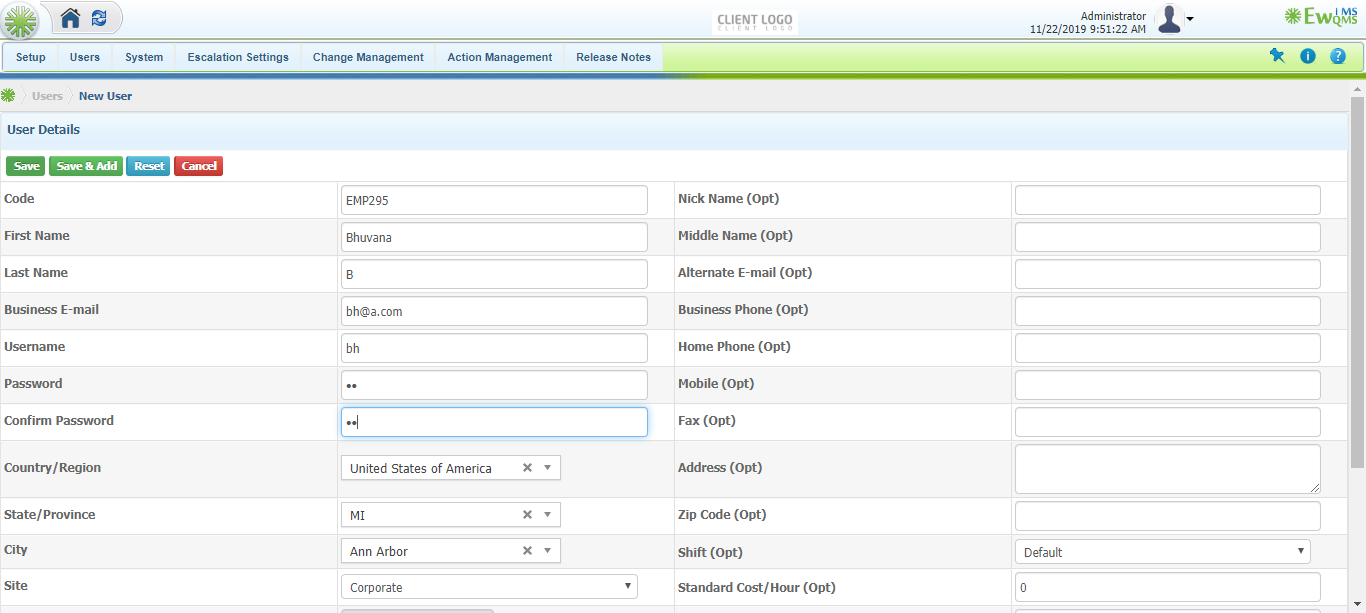 CLIENT LOGO
CLIENT LOGO
Administrator
11/22/2019 9:51:22 AM
EwQMS iMS
Setup Users System Escalation Settings Change Management Action Management Release Notes
Users New User
User Details
Save Save & Add Reset Cancel
Code EMP295 Nick Name (Opt)
First Name Bhuvana Middle Name (Opt)
Last Name B Alternate E-mail (Opt)
Business E-mail bh@a.com Business Phone (Opt)
Username bh Home Phone (Opt)
Password •• Mobile (Opt)
Confirm Password •• Fax (Opt)
Country/Region United States of America Address (Opt)
State/Province MI Zip Code (Opt)
City Ann Arbor Shift (Opt) Default
Site Corporate Standard Cost/Hour (Opt) 0